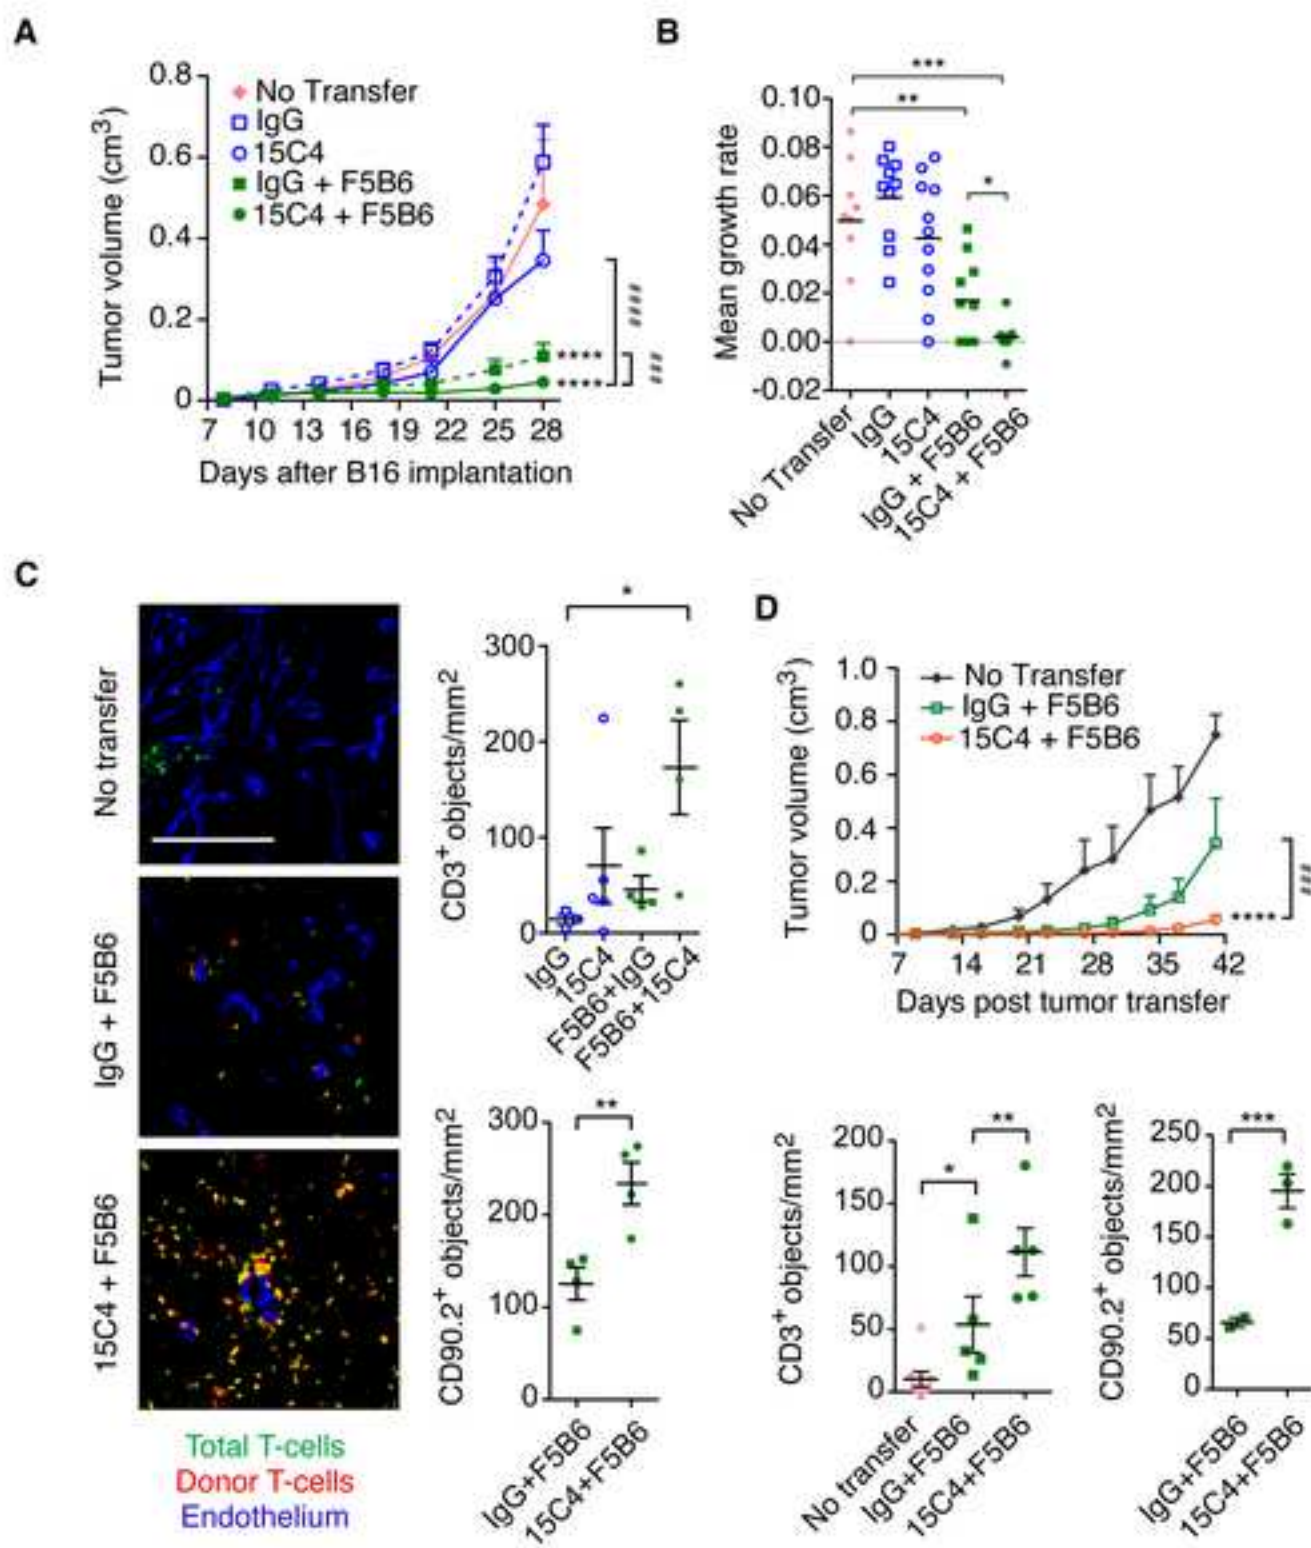 A
Tumor volume (cm3)
0.8
0.6
0.4
0.2
0
No Transfer
IgG
15C4
IgG + F5B6
15C4 + F5B6
****
****
####
###
7 10 13 16 19 22 25 28
Days after B16 implantation
B
Mean growth rate
0.10
0.08
0.06
0.04
0.02
0.00
-0.02
***
**
*
No Transfer
IgG
15C4
IgG + F5B6
15C4 + F5B6
C
No transfer
IgG + F5B6
15C4 + F5B6
Total T-cells
Donor T-cells
Endothelium
CD3+ objects/mm2
300
200
100
0
*
IgG
15C4
F5B6+IgG
F5B6+15C4
CD90.2+ objects/mm2
300
200
100
0
**
IgG+F5B6
15C4+F5B6
D
Tumor volume (cm3)
1.0
0.8
0.6
0.4
0.2
0
No Transfer
IgG + F5B6
15C4 + F5B6
****
###
7 14 21 28 35 42
Days post tumor transfer
CD3+ objects/mm2
200
150
100
50
0
*
**
No transfer
IgG+F5B6
15C4+F5B6
CD90.2+ objects/mm2
250
200
150
100
50
0
***
IgG+F5B6
15C4+F5B6